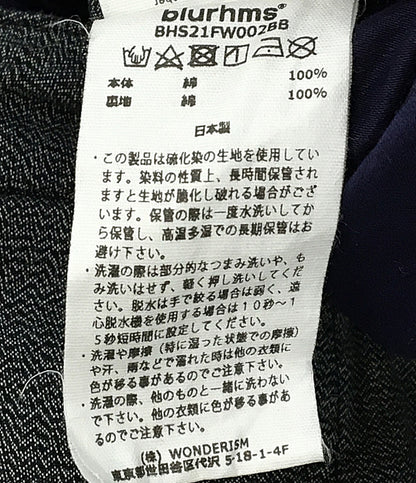 blurhms®
BHS21FW002BB
本体 綿 100%
裏地 綿 100%
日本製
・この製品は硫化染の生地を使用してい
ます。染料の性質上、長時間保管され
ますと生地が脆化し破れる場合がござ
います。保管の際は一度水洗いしてか
ら保管し、高温多湿での長期保管はお
避け下さい。
・洗濯の際は部分的なつまみ洗いや、も
み洗いはせず、軽く押し洗いしてくだ
さい。脱水は手で絞る場合は弱く、遠
心脱水機を使用する場合は10秒～1
5秒短時間に設定してください。
・洗濯や摩擦（特に湿った状態での摩擦）
や汗、雨などで濡れた時は他の衣類に
色が移る事があるのでご注意下さい。
・洗濯の際、他のものと一緒に洗わない
で下さい。他の衣類に色が移る事があ
るのでご注意下さい。
(株) WONDERISM
東京都世田谷区代沢 5-18-1-4F